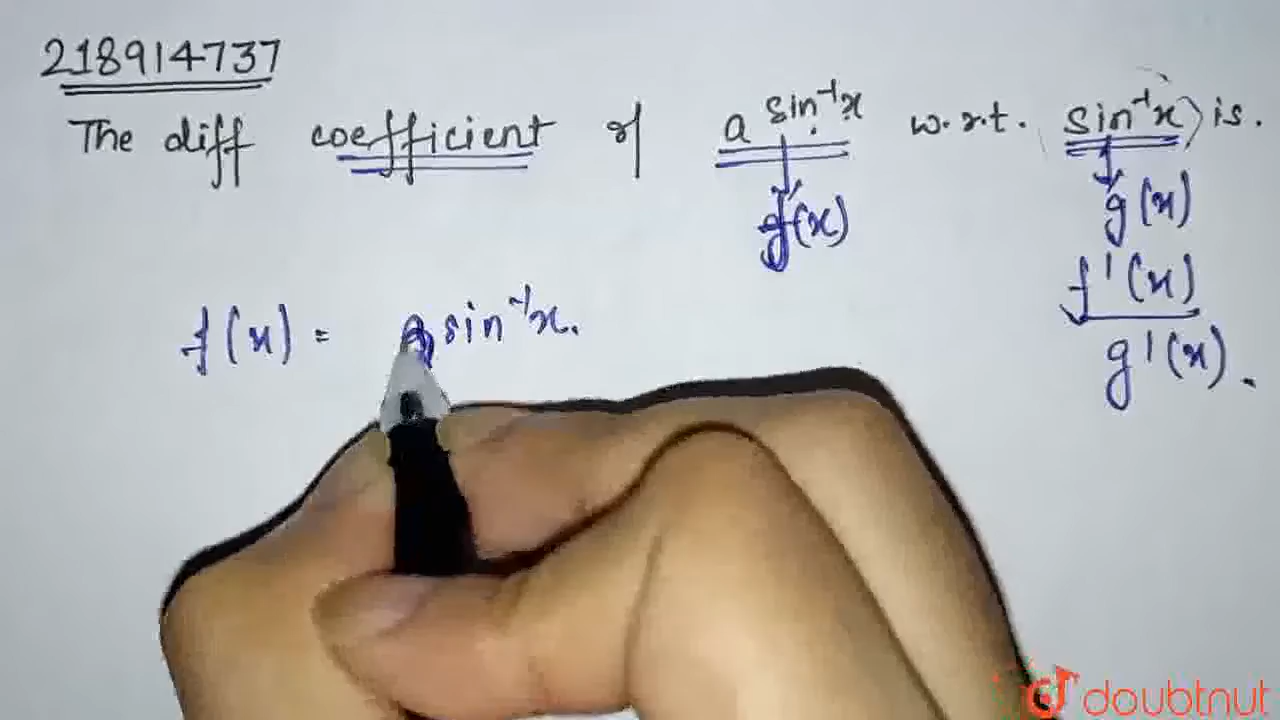 218914737
The diff coefficient of a sin⁻¹x w.r.t. sin⁻¹x is.
f(x) g(x)
f'(x)
g'(x).
f(x) = a sin⁻¹x.
doubtnut